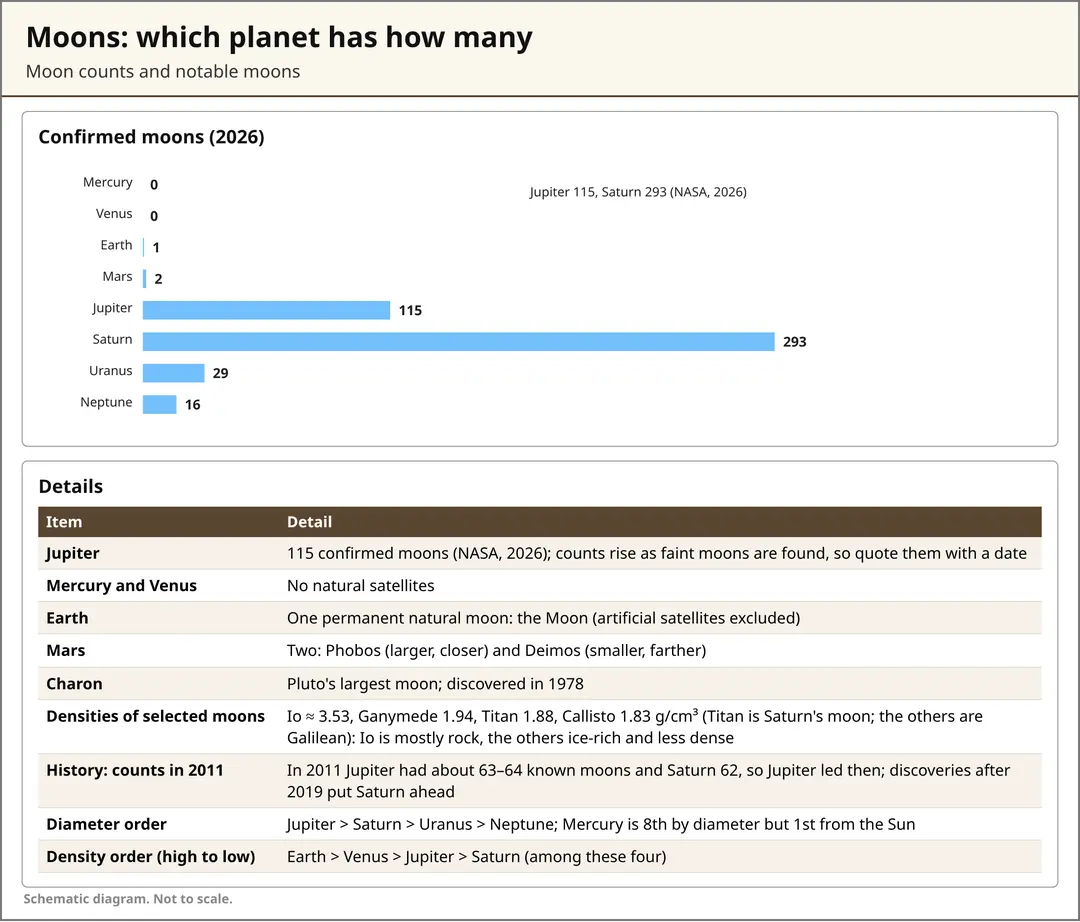 Moons: which planet has how many
Moon counts and notable moons
Confirmed moons (2026)
Mercury 0
Jupiter 115, Saturn 293 (NASA, 2026)
Venus 0
Earth 1
Mars 2
Jupiter 115
Saturn 293
Uranus 29
Neptune 16
Details
Item Detail
Jupiter 115 confirmed moons (NASA, 2026); counts rise as faint moons are found, so quote them with a date
Mercury and Venus No natural satellites
Earth One permanent natural moon: the Moon (artificial satellites excluded)
Mars Two: Phobos (larger, closer) and Deimos (smaller, farther)
Charon Pluto's largest moon; discovered in 1978
Densities of selected moons Io ≈ 3.53, Ganymede 1.94, Titan 1.88, Callisto 1.83 g/cm³ (Titan is Saturn's moon; the others are
Galilean): Io is mostly rock, the others ice-rich and less dense
History: counts in 2011 In 2011 Jupiter had about 63–64 known moons and Saturn 62, so Jupiter led then; discoveries after
2019 put Saturn ahead
Diameter order Jupiter > Saturn > Uranus > Neptune; Mercury is 8th by diameter but 1st from the Sun
Density order (high to low) Earth > Venus > Jupiter > Saturn (among these four)
Schematic diagram. Not to scale.